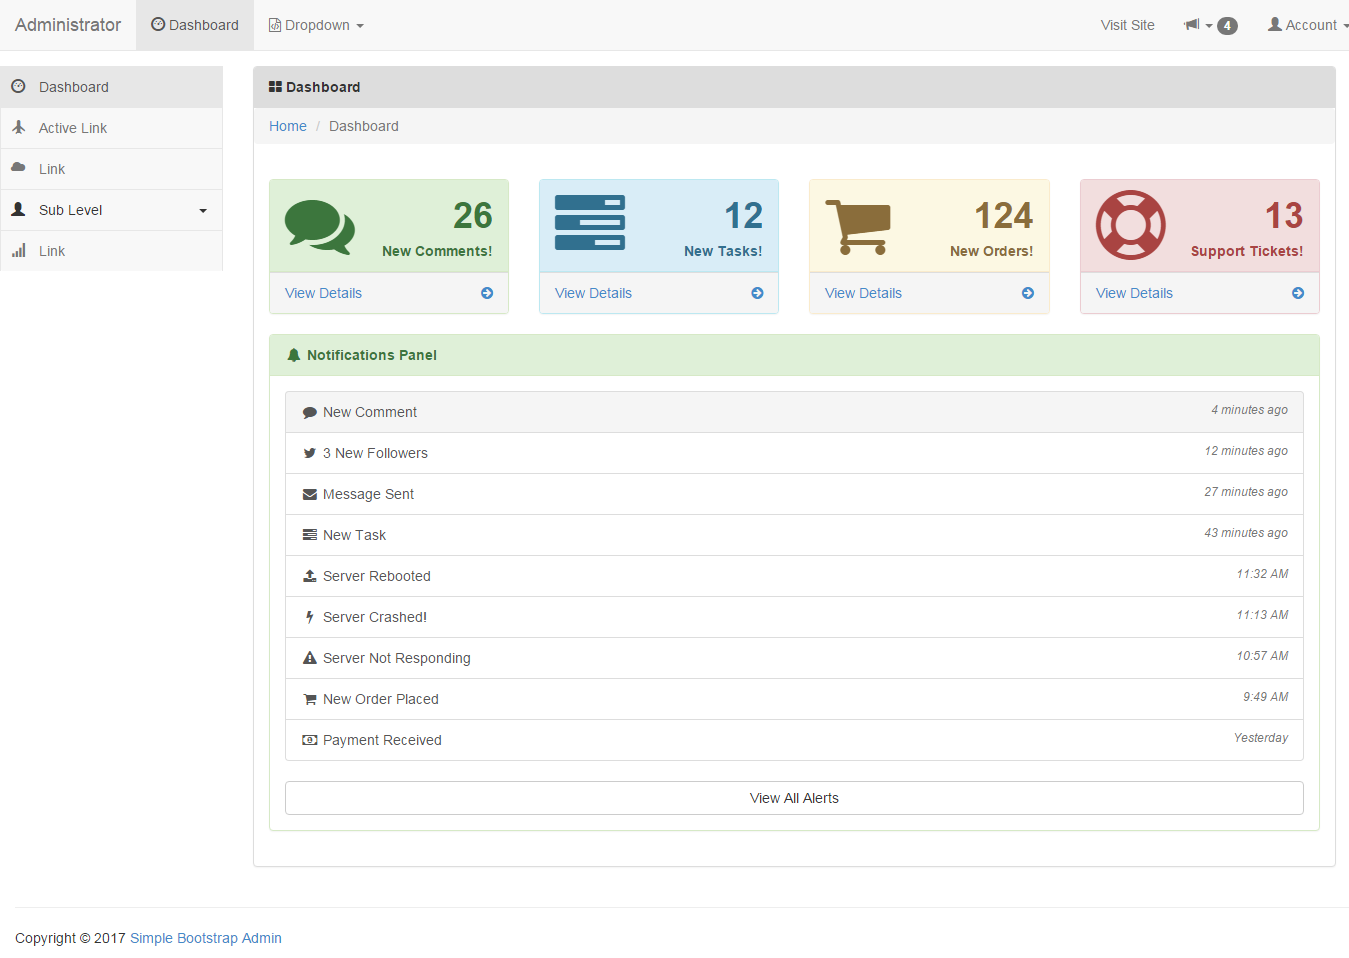 Administrator Dashboard Dropdown Visit Site 4 Account
Dashboard
Active Link
Link
Sub Level
Link
Dashboard
Home / Dashboard
26
New Comments!
View Details
12
New Tasks!
View Details
124
New Orders!
View Details
13
Support Tickets!
View Details
Notifications Panel
New Comment 4 minutes ago
3 New Followers 12 minutes ago
Message Sent 27 minutes ago
New Task 43 minutes ago
Server Rebooted 11:32 AM
Server Crashed! 11:13 AM
Server Not Responding 10:57 AM
New Order Placed 9:49 AM
Payment Received Yesterday
View All Alerts
Copyright © 2017 Simple Bootstrap Admin